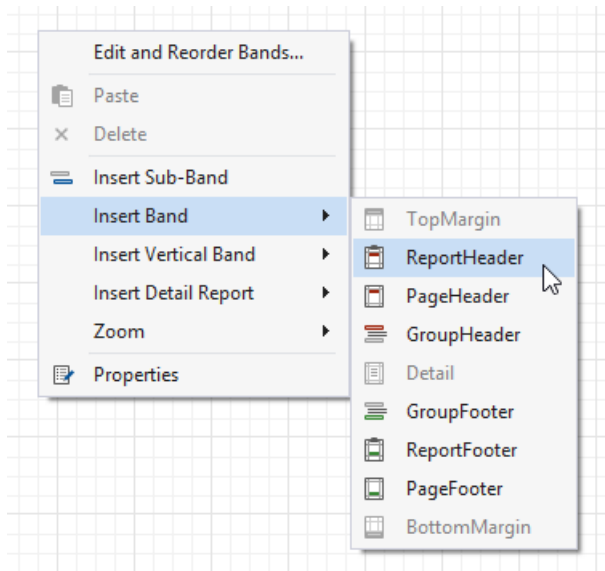 Edit and Reorder Bands...
Paste
Delete
Insert Sub-Band
Insert Band
Insert Vertical Band
Insert Detail Report
Zoom
Properties
TopMargin
ReportHeader
PageHeader
GroupHeader
Detail
GroupFooter
ReportFooter
PageFooter
BottomMargin